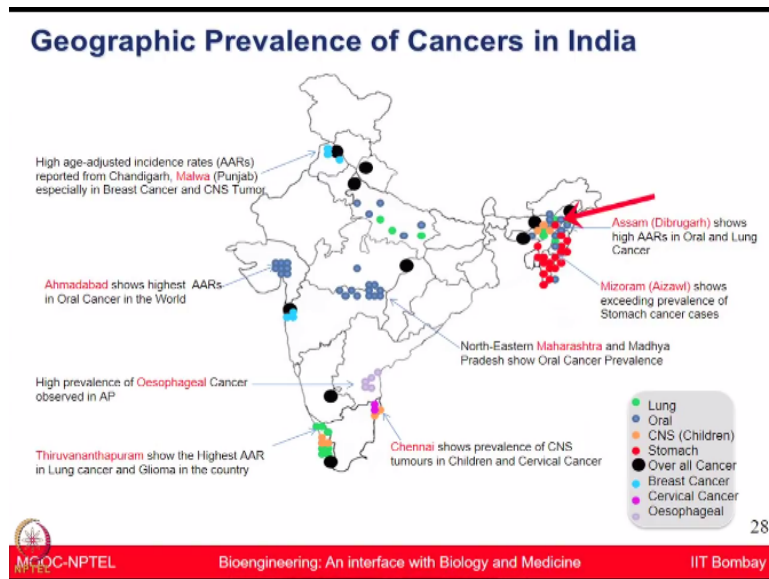 Geographic Prevalence of Cancers in India
High age-adjusted incidence rates (AARs)
reported from Chandigarh, Malwa (Punjab)
especially in Breast Cancer and CNS Tumor
Assam (Dibrugarh) shows
high AARs in Oral and Lung
Cancer
Ahmadabad shows highest AARs
in Oral Cancer in the World
Mizoram (Aizawl) shows
exceeding prevalence of
Stomach cancer cases
North-Eastern Maharashtra and Madhya
Pradesh show Oral Cancer Prevalence
High prevalence of Oesophageal Cancer
observed in AP
Thiruvananthapuram show the Highest AAR
in Lung cancer and Glioma in the country
Chennai shows prevalence of CNS
tumours in Children and Cervical Cancer
Lung
Oral
CNS (Children)
Stomach
Over all Cancer
Breast Cancer
Cervical Cancer
Oesophageal
28
MOOC-NPTEL
NPTEL
Bioengineering: An interface with Biology and Medicine
IIT Bombay